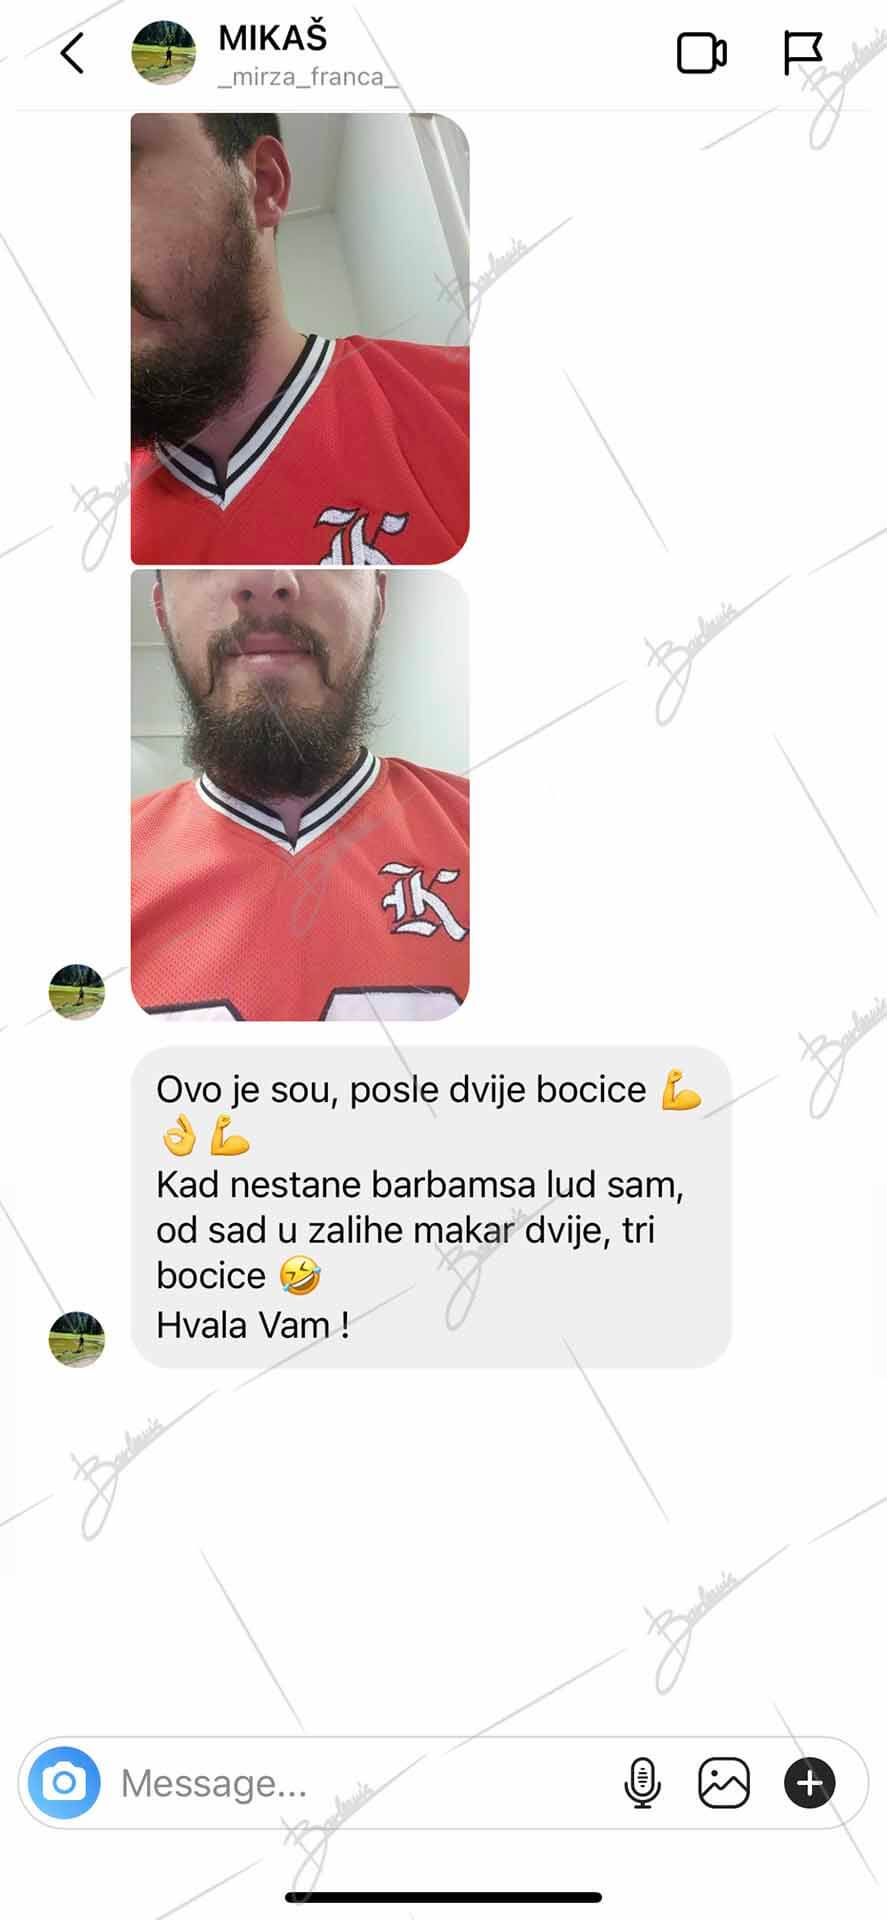 MIKAŠ
_mirza_franca_
K
K
Ovo je sou, posle dvije bocice 💪
👌💪
Kad nestane barbamsa lud sam,
od sad u zalihe makar dvije, tri
bocice 🤣
Hvala Vam !
Message...